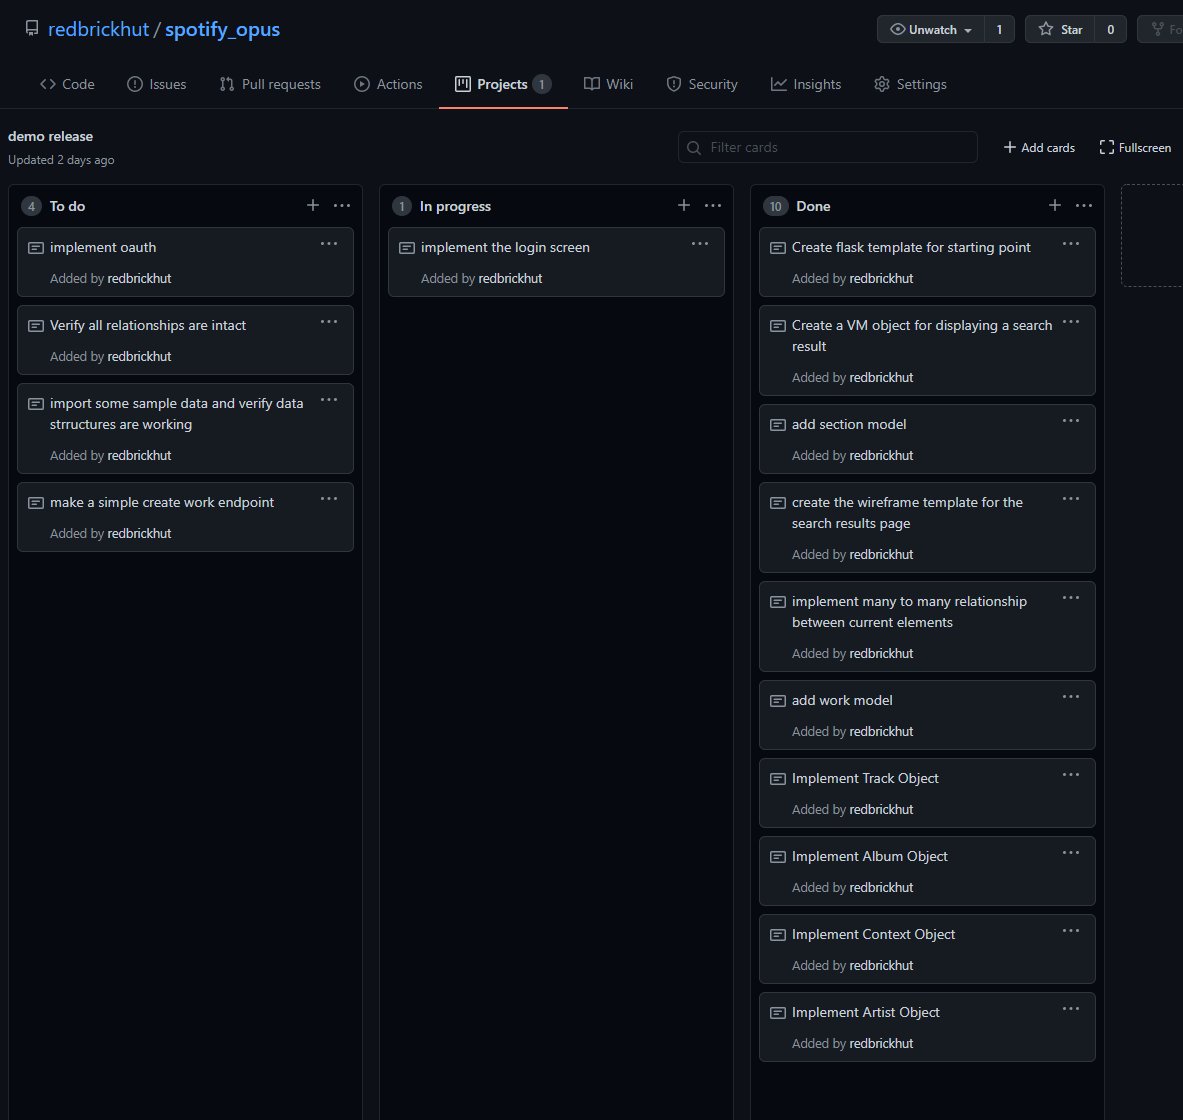 redbrickhut / spotify_opus
Unwatch 1 Star 0 Fo
Code Issues Pull requests Actions Projects 1 Wiki Security Insights Settings
demo release
Updated 2 days ago
Filter cards
Add cards Fullscreen
4 To do
implement oauth
Added by redbrickhut
Verify all relationships are intact
Added by redbrickhut
import some sample data and verify data
strructures are working
Added by redbrickhut
make a simple create work endpoint
Added by redbrickhut
1 In progress
implement the login screen
Added by redbrickhut
10 Done
Create flask template for starting point
Added by redbrickhut
Create a VM object for displaying a search
result
Added by redbrickhut
add section model
Added by redbrickhut
create the wireframe template for the
search results page
Added by redbrickhut
implement many to many relationship
between current elements
Added by redbrickhut
add work model
Added by redbrickhut
Implement Track Object
Added by redbrickhut
Implement Album Object
Added by redbrickhut
Implement Context Object
Added by redbrickhut
Implement Artist Object
Added by redbrickhut